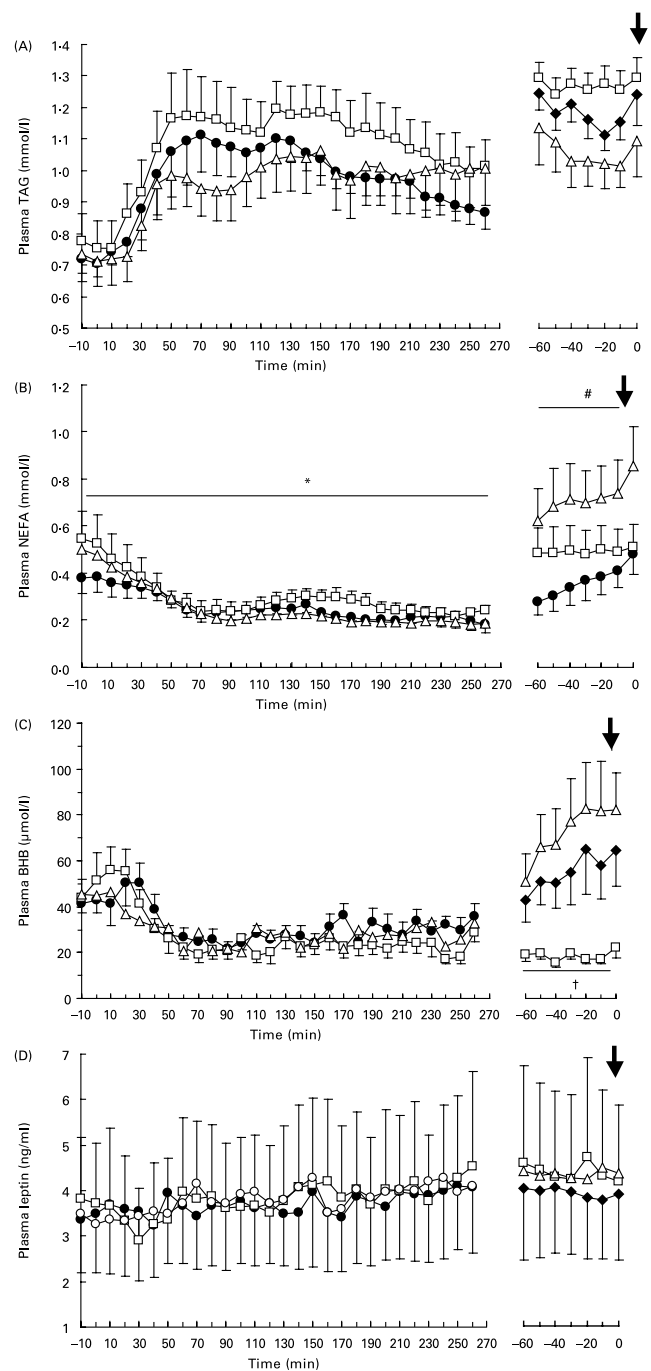 (A)
1·4
1·3
1·2
1·1
1·0
0·9
0·8
0·7
0·6
0·5
Plasma TAG (mmol/l)
−10 10 30 50 70 90 110 130 150 170 190 210 230 250 270
Time (min)
−60 −40 −20 0
(B)
1·2
1·0
0·8
0·6
0·4
0·2
0·0
Plasma NEFA (mmol/l)
*
#
−10 10 30 50 70 90 110 130 150 170 190 210 230 250 270
Time (min)
−60 −40 −20 0
(C)
120
100
80
60
40
20
0
Plasma BHB (μmol/l)
†
−10 10 30 50 70 90 110 130 150 170 190 210 230 250 270
Time (min)
−60 −40 −20 0
(D)
7
6
5
4
3
2
1
Plasma leptin (ng/ml)
−10 10 30 50 70 90 110 130 150 170 190 210 230 250 270
Time (min)
−60 −40 −20 0